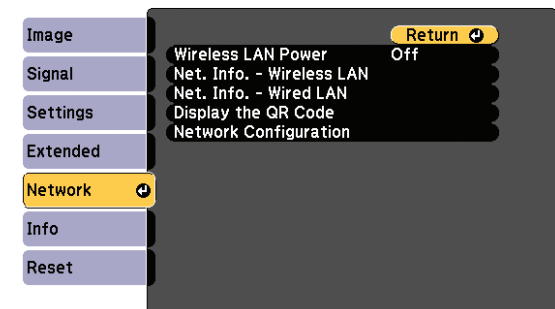 Image
Signal
Settings
Extended
Network
Info
Reset
Return
Wireless LAN Power Off
Net. Info. - Wireless LAN
Net. Info. - Wired LAN
Display the QR Code
Network Configuration